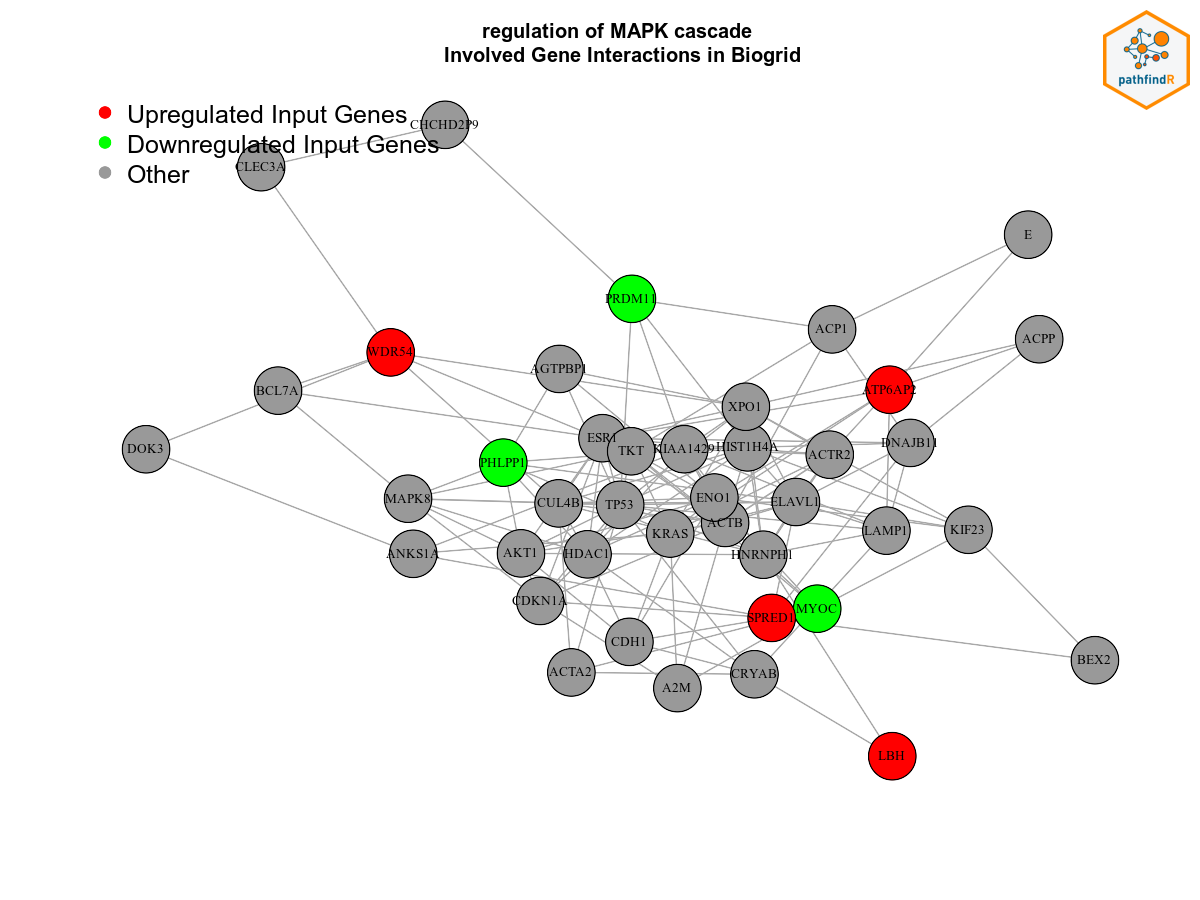 regulation of MAPK cascade
Involved Gene Interactions in Biogrid
pathfindR
Upregulated Input Genes
Downregulated Input Genes
Other
CHCHD2P9
CLEC3A
E
PRDM11
ACP1
ACPP
WDR54
AGTPBP1
BCL7A
ATP6AP2
XPO1
ESR1
DOK3
TKT
KIAA1429
HIST1H4A
DNAJB11
ACTR2
PHLPP1
MAPK8
CUL4B
TP53
ENO1
ELAVL1
ACTB
KRAS
LAMP1
KIF23
ANKS1A
AKT1
HDAC1
HNRNPH1
CDKN1A
SPRED1
MYOC
CDH1
ACTA2
A2M
CRYAB
BEX2
LBH